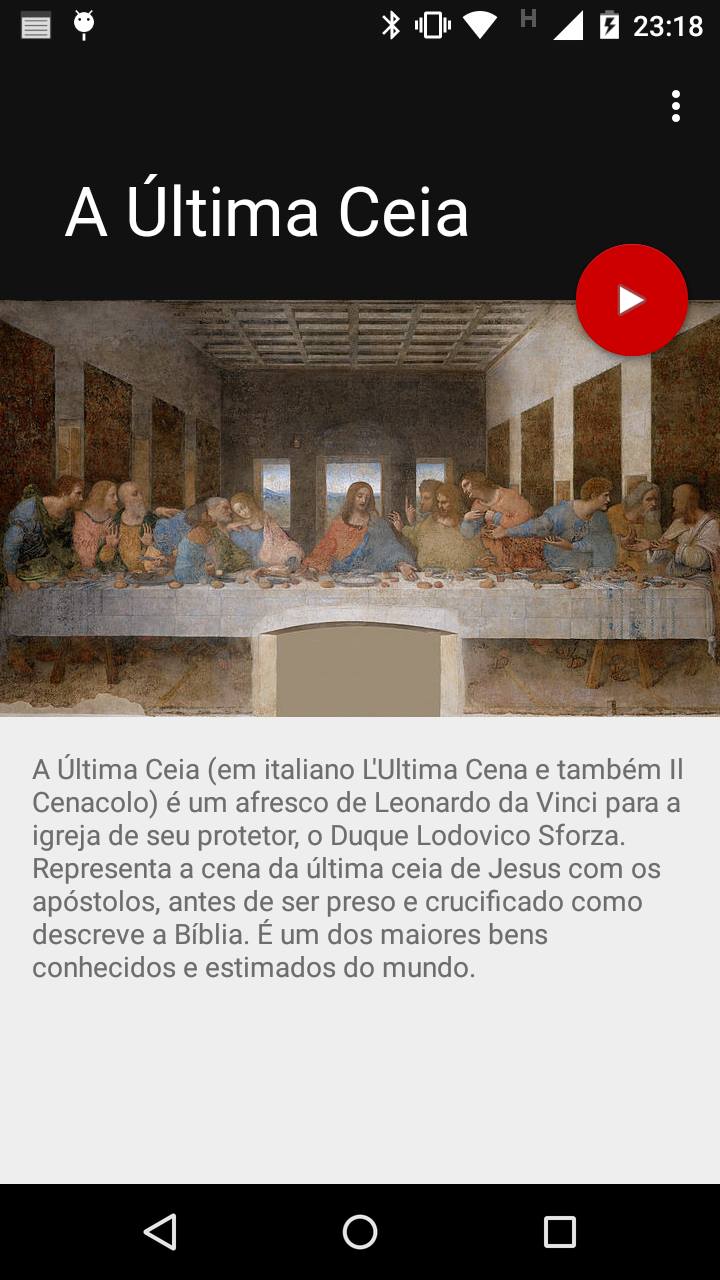 H
23:18
A Última Ceia
A Última Ceia (em italiano L'Ultima Cena e também Il
Cenacolo) é um afresco de Leonardo da Vinci para a
igreja de seu protetor, o Duque Lodovico Sforza.
Representa a cena da última ceia de Jesus com os
apóstolos, antes de ser preso e crucificado como
descreve a Bíblia. É um dos maiores bens
conhecidos e estimados do mundo.